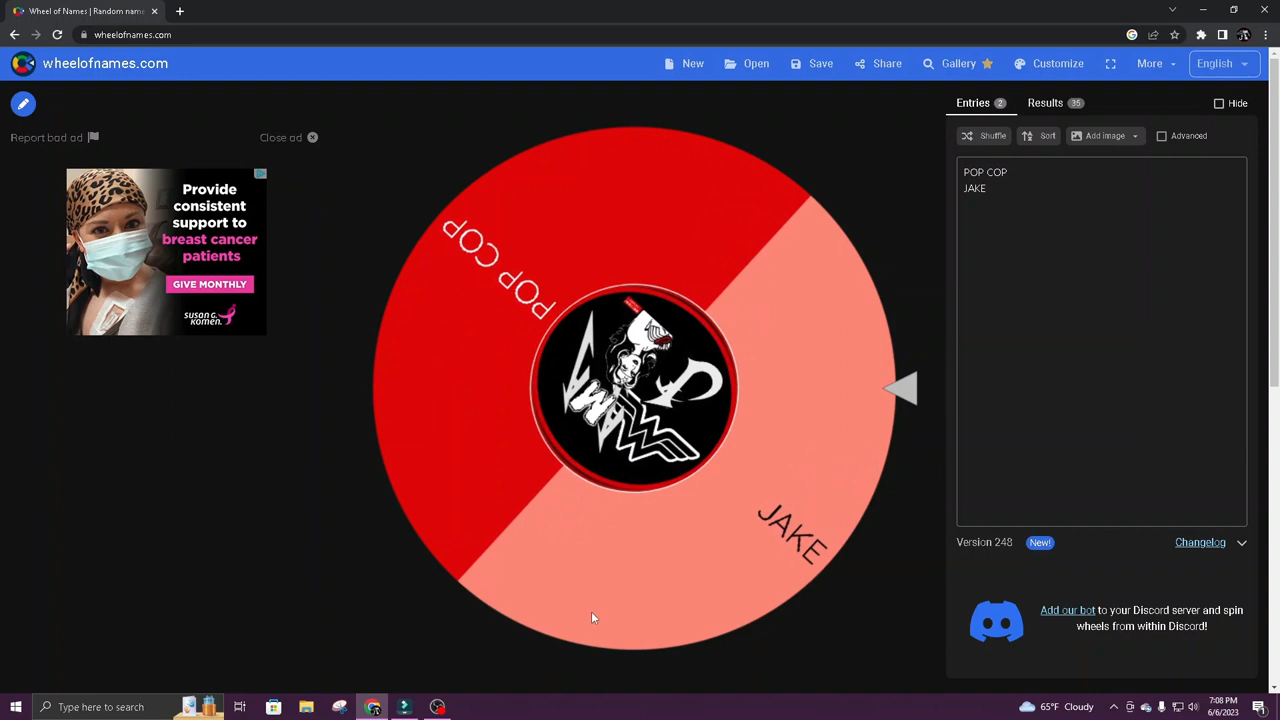 Wheel of Names | Random name
wheelofnames.com
wheelofnames.com
New
Open
Save
Share
Gallery
Customize
More
English
Report bad ad
Close ad
Provide
consistent
support to
breast cancer
patients
GIVE MONTHLY
SUSAN G.
KOMEN.
POP COP
JAKE
Entries 2
Results 35
Hide
Shuffle
Sort
Add image
Advanced
POP COP
JAKE
Version 248
New!
Changelog
Add our bot to your Discord server and spin
wheels from within Discord!
Type here to search
65°F Cloudy
7:08 PM
6/6/2023